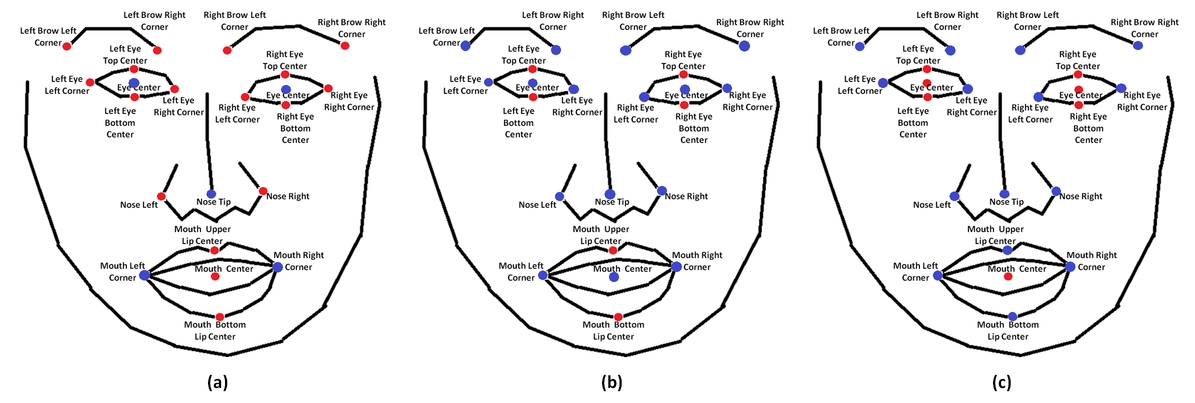 Left Brow Left
Corner
Left Brow Right
Corner
Right Brow Left
Corner
Right Brow Right
Corner
Left Eye
Top Center
Left Eye
Left Corner
Eye Center
Left Eye
Right Corner
Left Eye
Bottom
Center
Right Eye
Top Center
Eye Center
Right Eye
Left Corner
Right Eye
Right Corner
Right Eye
Bottom
Center
Nose Left
Nose Tip
Nose Right
Mouth Upper
Lip Center
Mouth Left
Corner
Mouth Center
Mouth Right
Corner
Mouth Bottom
Lip Center
(a)
Left Brow Left
Corner
Left Brow Right
Corner
Right Brow Left
Corner
Right Brow Right
Corner
Left Eye
Top Center
Left Eye
Left Corner
Eye Center
Left Eye
Right Corner
Left Eye
Bottom
Center
Right Eye
Top Center
Eye Center
Right Eye
Left Corner
Right Eye
Right Corner
Right Eye
Bottom
Center
Nose Left
Nose Tip
Nose Right
Mouth Upper
Lip Center
Mouth Left
Corner
Mouth Center
Mouth Right
Corner
Mouth Bottom
Lip Center
(b)
Left Brow Left
Corner
Left Brow Right
Corner
Right Brow Left
Corner
Right Brow Right
Corner
Left Eye
Top Center
Left Eye
Left Corner
Eye Center
Left Eye
Right Corner
Left Eye
Bottom
Center
Right Eye
Top Center
Eye Center
Right Eye
Left Corner
Right Eye
Right Corner
Right Eye
Bottom
Center
Nose Left
Nose Tip
Nose Right
Mouth Upper
Lip Center
Mouth Left
Corner
Mouth Center
Mouth Right
Corner
Mouth Bottom
Lip Center
(c)